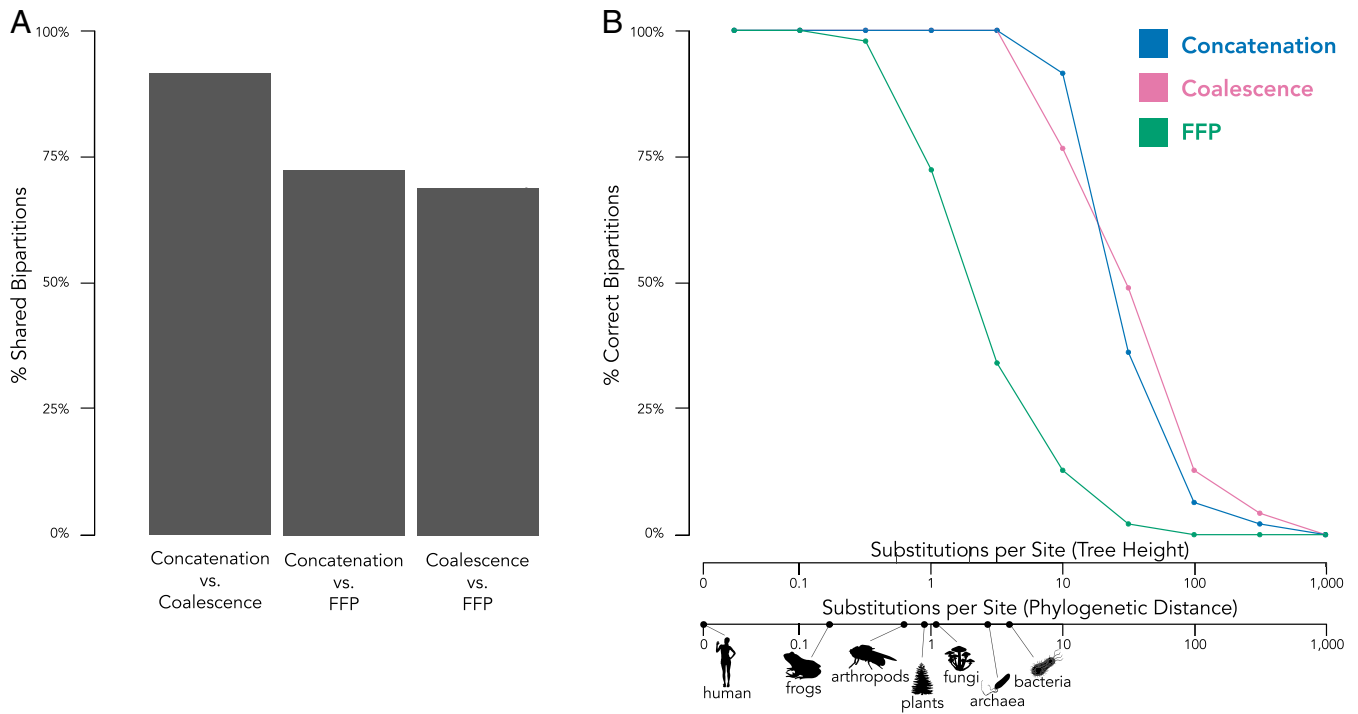 A
100%
75%
50%
25%
0%
% Shared Bipartitions
Concatenation
vs.
Coalescence
Concatenation
vs.
FFP
Coalescence
vs.
FFP
B
100%
75%
50%
25%
0%
% Correct Bipartitions
Concatenation
Coalescence
FFP
Substitutions per Site (Tree Height)
0 0.1 1 10 100 1,000
Substitutions per Site (Phylogenetic Distance)
0 0.1 1 10 100 1,000
human
frogs
arthropods
plants
fungi
archaea
bacteria